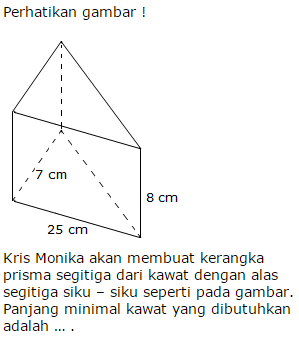 Perhatikan gambar !
7 cm
8 cm
25 cm
Kris Monika akan membuat kerangka
prisma segitiga dari kawat dengan alas
segitiga siku – siku seperti pada gambar.
Panjang minimal kawat yang dibutuhkan
adalah ... .